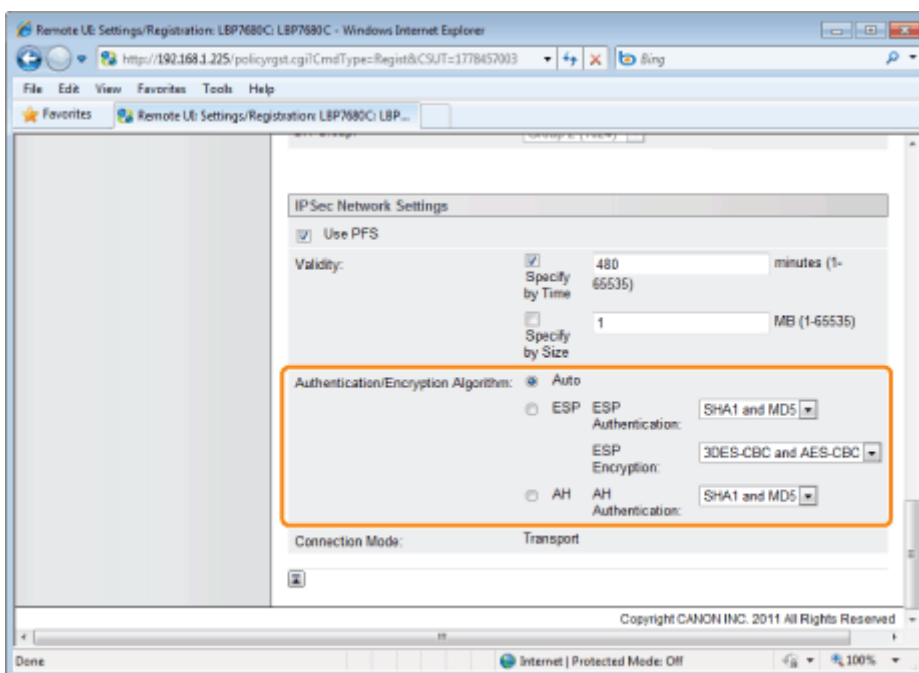 Remote UI: Settings/Registration: LBP7680C: LBP7680C - Windows Internet Explorer
http://192.168.1.225/policyrgst.cgi?CmdType=Regist&CSUT=1778457003
Bing
File Edit View Favorites Tools Help
Favorites
Remote UI: Settings/Registration: LBP7680C: LBP...
IPSec Network Settings
Use PFS
Validity:
Specify by Time
480
minutes (1-
65535)
Specify by Size
1
MB (1-65535)
Authentication/Encryption Algorithm:
Auto
ESP
ESP Authentication:
SHA1 and MD5
ESP Encryption:
3DES-CBC and AES-CBC
AH
AH Authentication:
SHA1 and MD5
Connection Mode:
Transport
Copyright CANON INC. 2011 All Rights Reserved
Done
Internet | Protected Mode: Off
100%